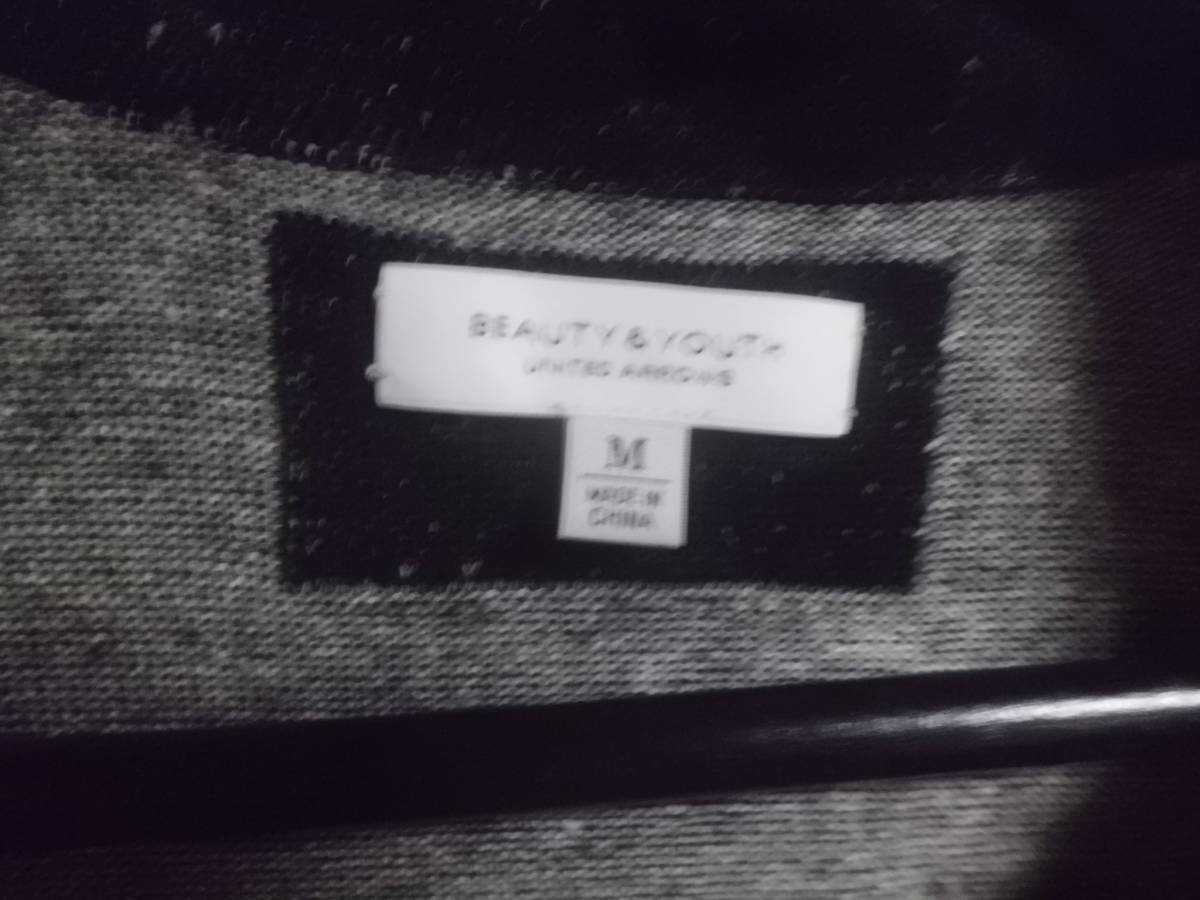 BEAUTY & YOUTH
UNITED ARROWS
M
MADE IN
CHINA